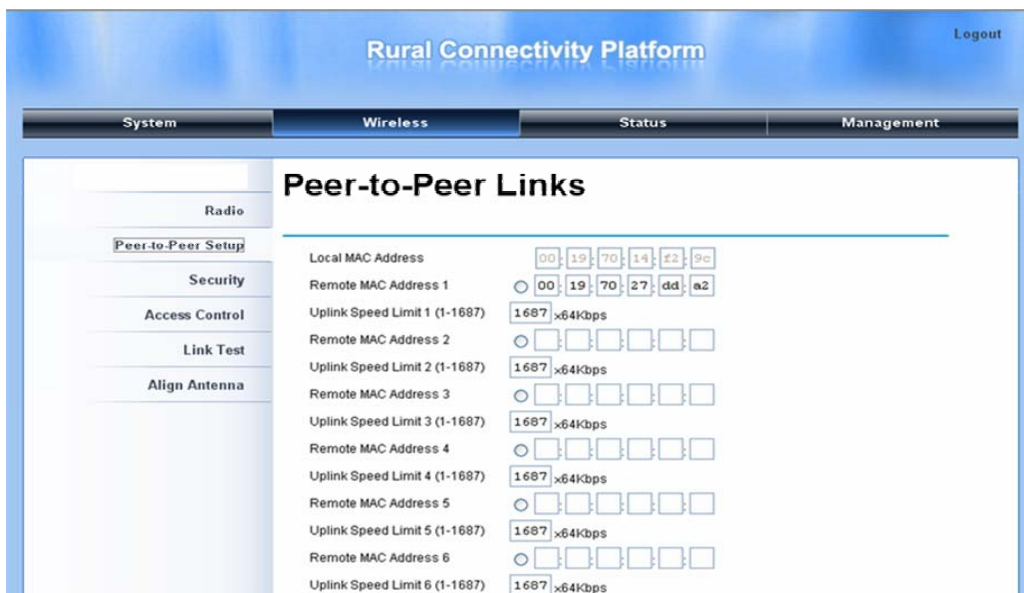 Rural Connectivity Platform
Logout
System Wireless Status Management
Radio
Peer-to-Peer Setup
Security
Access Control
Link Test
Align Antenna
Peer-to-Peer Links
Local MAC Address 00 : 19 : 70 : 14 : f2 : 9c
Remote MAC Address 1 00 : 19 : 70 : 27 : dd : a2
Uplink Speed Limit 1 (1-1687) 1687 x64Kbps
Remote MAC Address 2 : : : : :
Uplink Speed Limit 2 (1-1687) 1687 x64Kbps
Remote MAC Address 3 : : : : :
Uplink Speed Limit 3 (1-1687) 1687 x64Kbps
Remote MAC Address 4 : : : : :
Uplink Speed Limit 4 (1-1687) 1687 x64Kbps
Remote MAC Address 5 : : : : :
Uplink Speed Limit 5 (1-1687) 1687 x64Kbps
Remote MAC Address 6 : : : : :
Uplink Speed Limit 6 (1-1687) 1687 x64Kbps